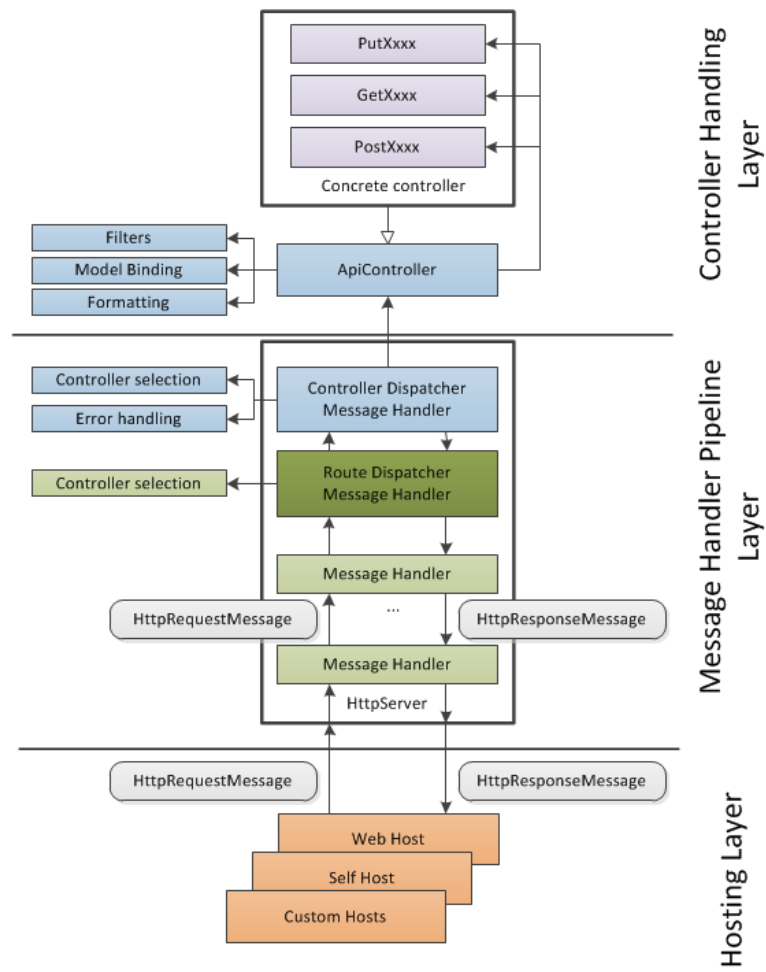 PutXxxx
GetXxxx
PostXxxx
Concrete controller
Controller Handling
Layer
Filters
Model Binding
Formatting
ApiController
Controller selection
Error handling
Controller Dispatcher
Message Handler
Controller selection
Route Dispatcher
Message Handler
Message Handler
...
HttpRequestMessage
HttpResponseMessage
Message Handler
HttpServer
Message Handler Pipeline
Layer
HttpRequestMessage
HttpResponseMessage
Web Host
Self Host
Custom Hosts
Hosting Layer